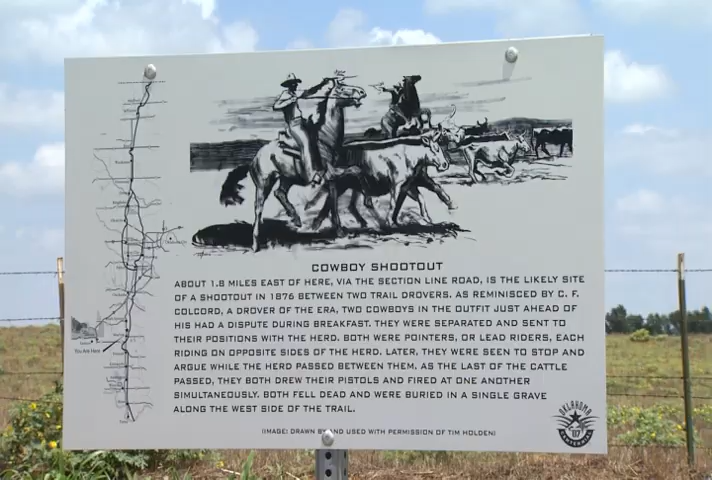 COWBOY SHOOTOUT
ABOUT 1.8 MILES EAST OF HERE, VIA THE SECTION LINE ROAD, IS THE LIKELY SITE
OF A SHOOTOUT IN 1876 BETWEEN TWO TRAIL DROVERS. AS REMINISCED BY C. F.
COLCORD, A DROVER OF THE ERA, TWO COWBOYS IN THE OUTFIT JUST AHEAD OF
HIS HAD A DISPUTE DURING BREAKFAST. THEY WERE SEPARATED AND SENT TO
THEIR POSITIONS WITH THE HERD. BOTH WERE POINTERS, OR LEAD RIDERS, EACH
RIDING ON OPPOSITE SIDES OF THE HERD. LATER, THEY WERE SEEN TO STOP AND
ARGUE WHILE THE HERD PASSED BETWEEN THEM. AS THE LAST OF THE CATTLE
PASSED, THEY BOTH DREW THEIR PISTOLS AND FIRED AT ONE ANOTHER
SIMULTANEOUSLY. BOTH FELL DEAD AND WERE BURIED IN A SINGLE GRAVE
ALONG THE WEST SIDE OF THE TRAIL.
(IMAGE: DRAWN BY AND USED WITH PERMISSION OF TIM HOLDEN)
You Are Here
OKLAHOMA
CENTENNIAL